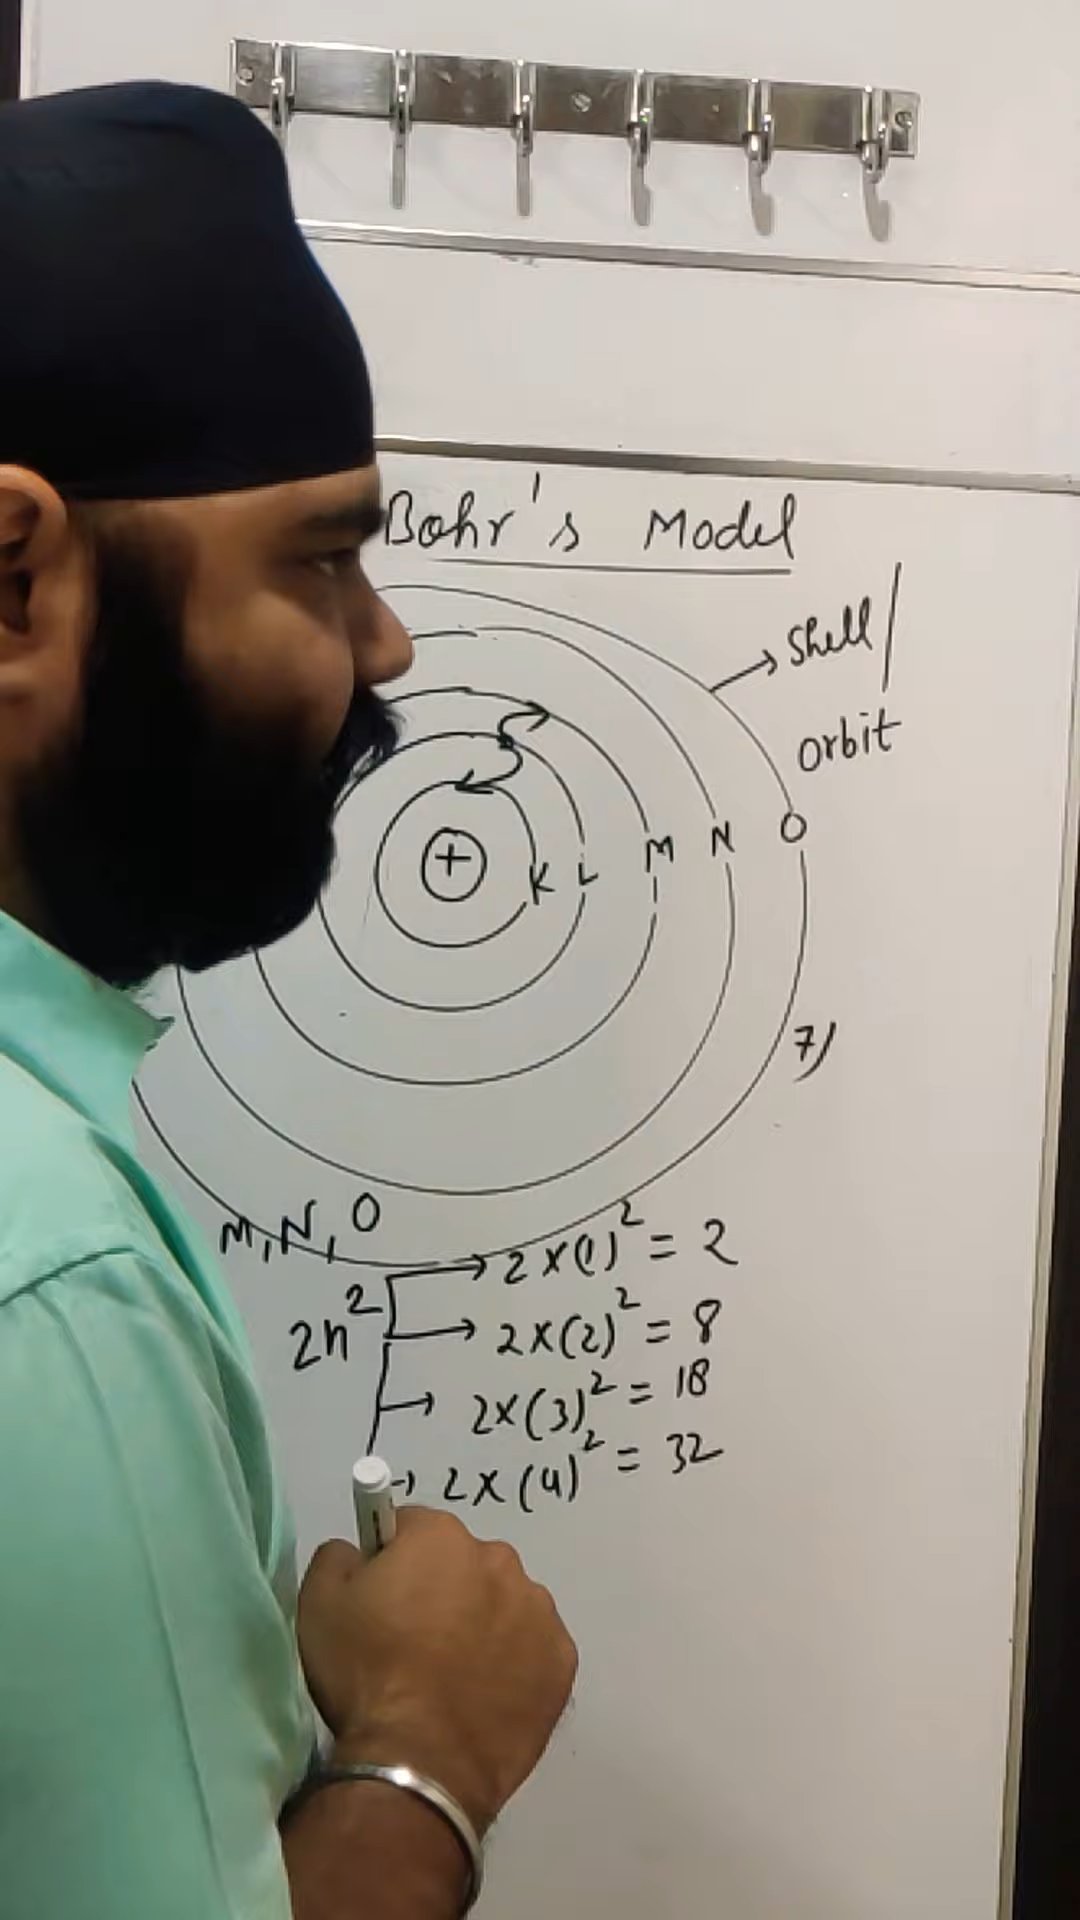 Bohr's Model
Shell/
orbit
+
K L M N O
7)
M, N, O
2n²
→ 2×(1)² = 2
→ 2×(2)² = 8
→ 2×(3)² = 18
→ 2×(4)² = 32